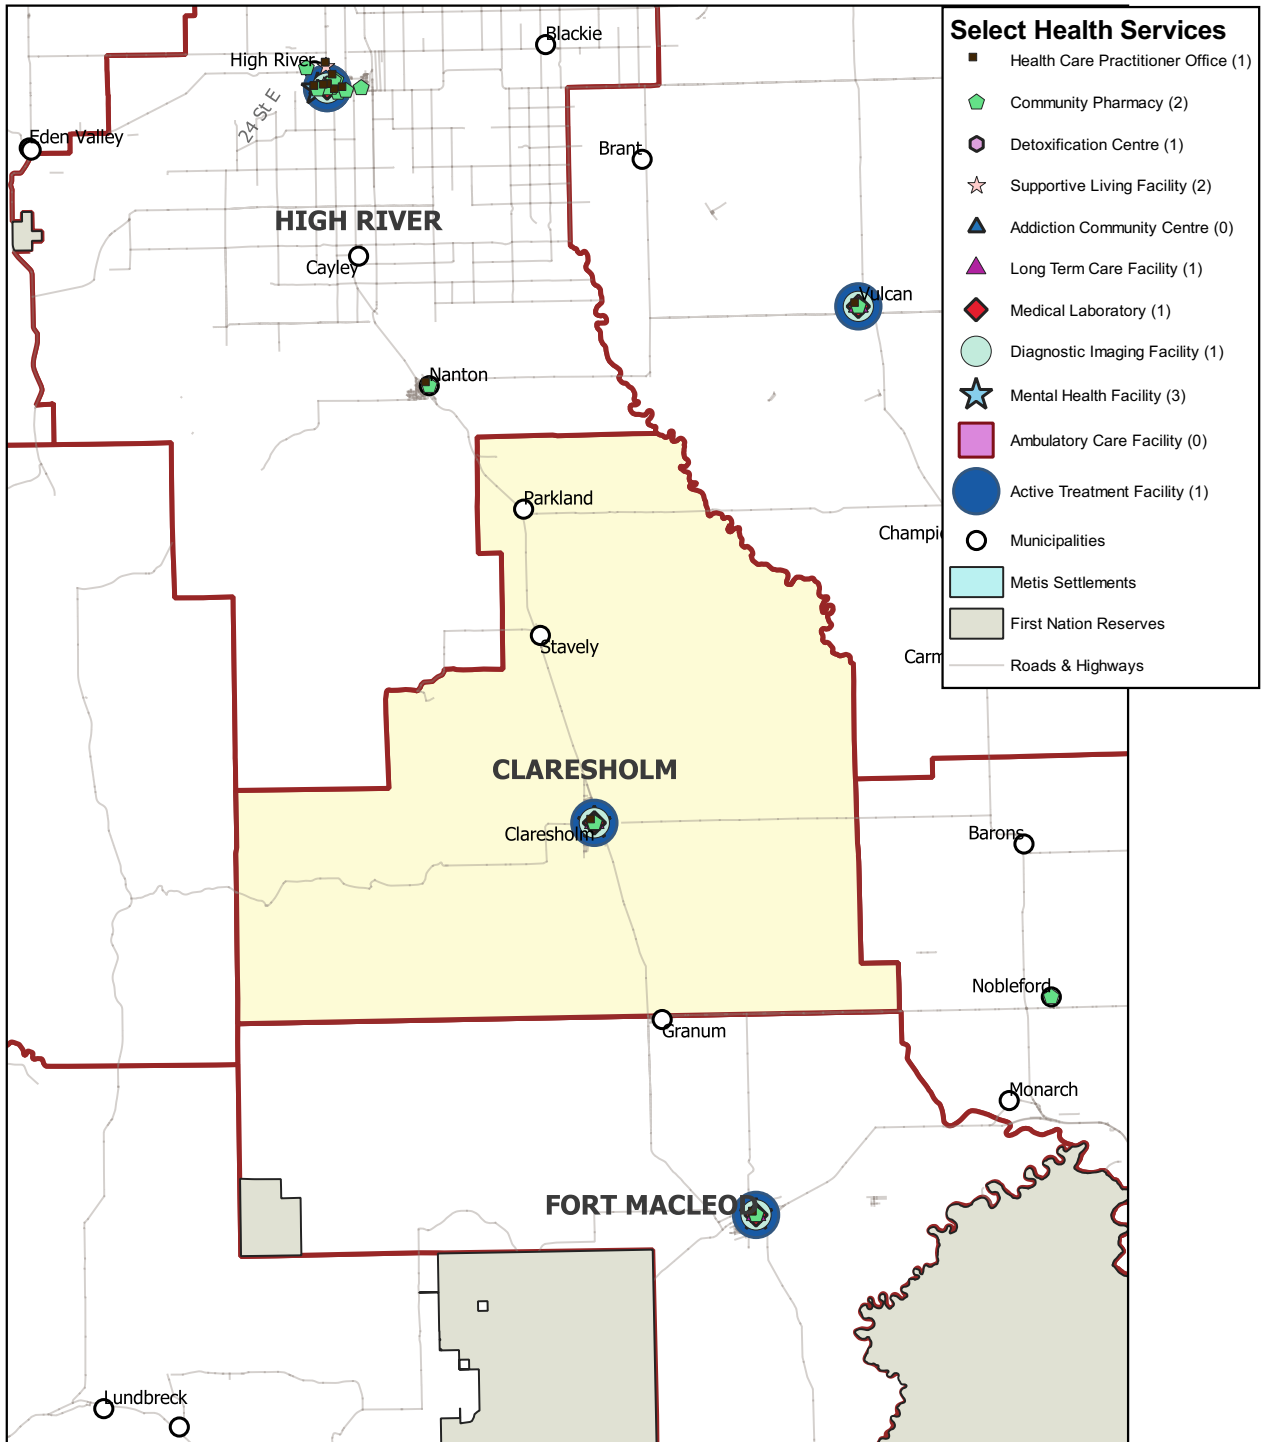 Select Health Services
Health Care Practitioner Office (1)
Community Pharmacy (2)
Detoxification Centre (1)
Supportive Living Facility (2)
Addiction Community Centre (0)
Long Term Care Facility (1)
Medical Laboratory (1)
Diagnostic Imaging Facility (1)
Mental Health Facility (3)
Ambulatory Care Facility (0)
Active Treatment Facility (1)
Municipalities
Metis Settlements
First Nation Reserves
Roads & Highways
Blackie
High River
24 St E
Eden Valley
Brant
HIGH RIVER
Cayley
Vulcan
Nanton
Parkland
Champi
Stavely
Carm
CLARESHOLM
Claresholm
Barons
Nobleford
Granum
Monarch
FORT MACLEOD
Lundbreck